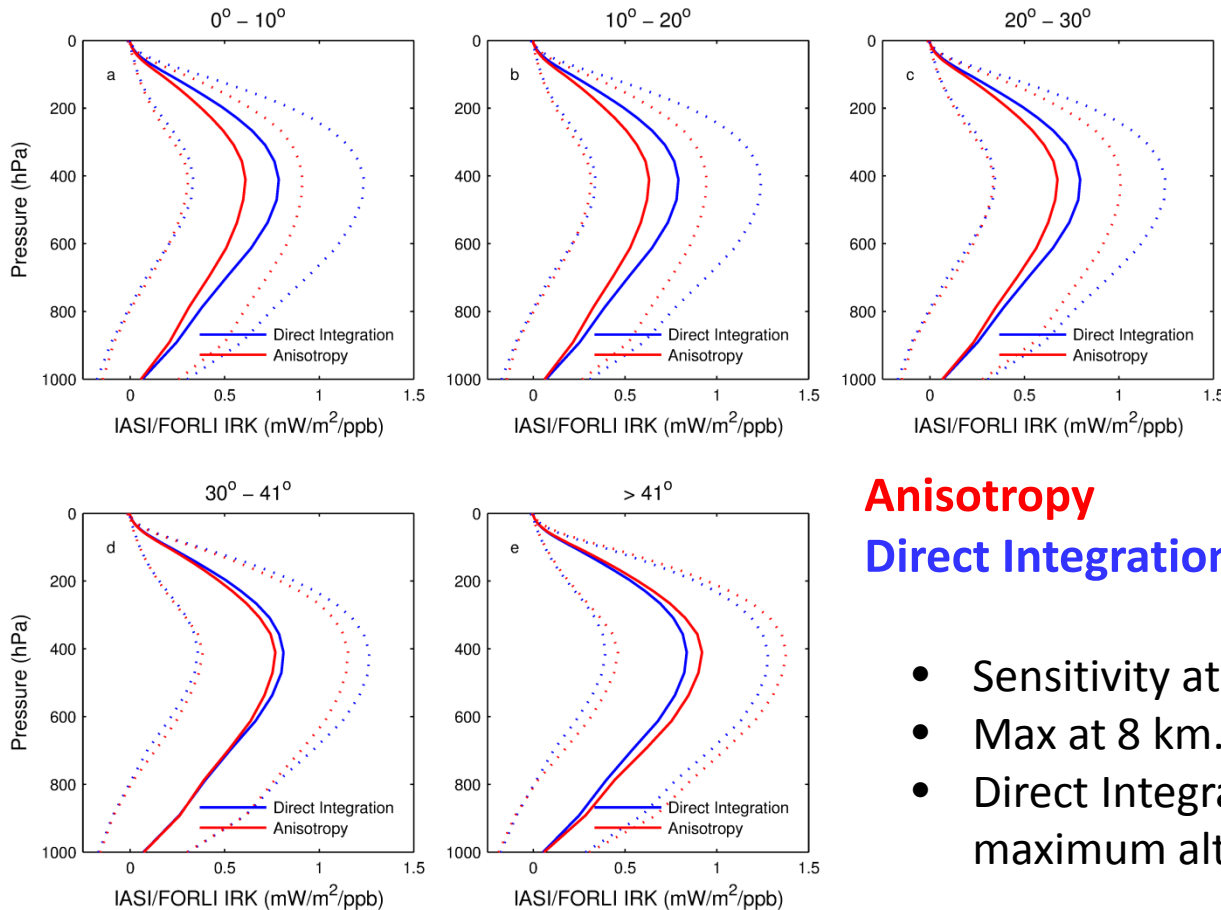 0° – 10°
a
0
200
400
600
800
1000
Pressure (hPa)
Direct Integration
Anisotropy
0 0.5 1 1.5
IASI/FORLI IRK (mW/m²/ppb)
10° – 20°
b
0
200
400
600
800
1000
Direct Integration
Anisotropy
0 0.5 1 1.5
IASI/FORLI IRK (mW/m²/ppb)
20° – 30°
c
0
200
400
600
800
1000
Direct Integration
Anisotropy
0 0.5 1 1.5
IASI/FORLI IRK (mW/m²/ppb)
30° – 41°
d
0
200
400
600
800
1000
Pressure (hPa)
Direct Integration
Anisotropy
0 0.5 1 1.5
IASI/FORLI IRK (mW/m²/ppb)
> 41°
e
0
200
400
600
800
1000
Direct Integration
Anisotropy
0 0.5 1 1.5
IASI/FORLI IRK (mW/m²/ppb)
Anisotropy
Direct Integration
• Sensitivity at
• Max at 8 km.
• Direct Integra
maximum alt